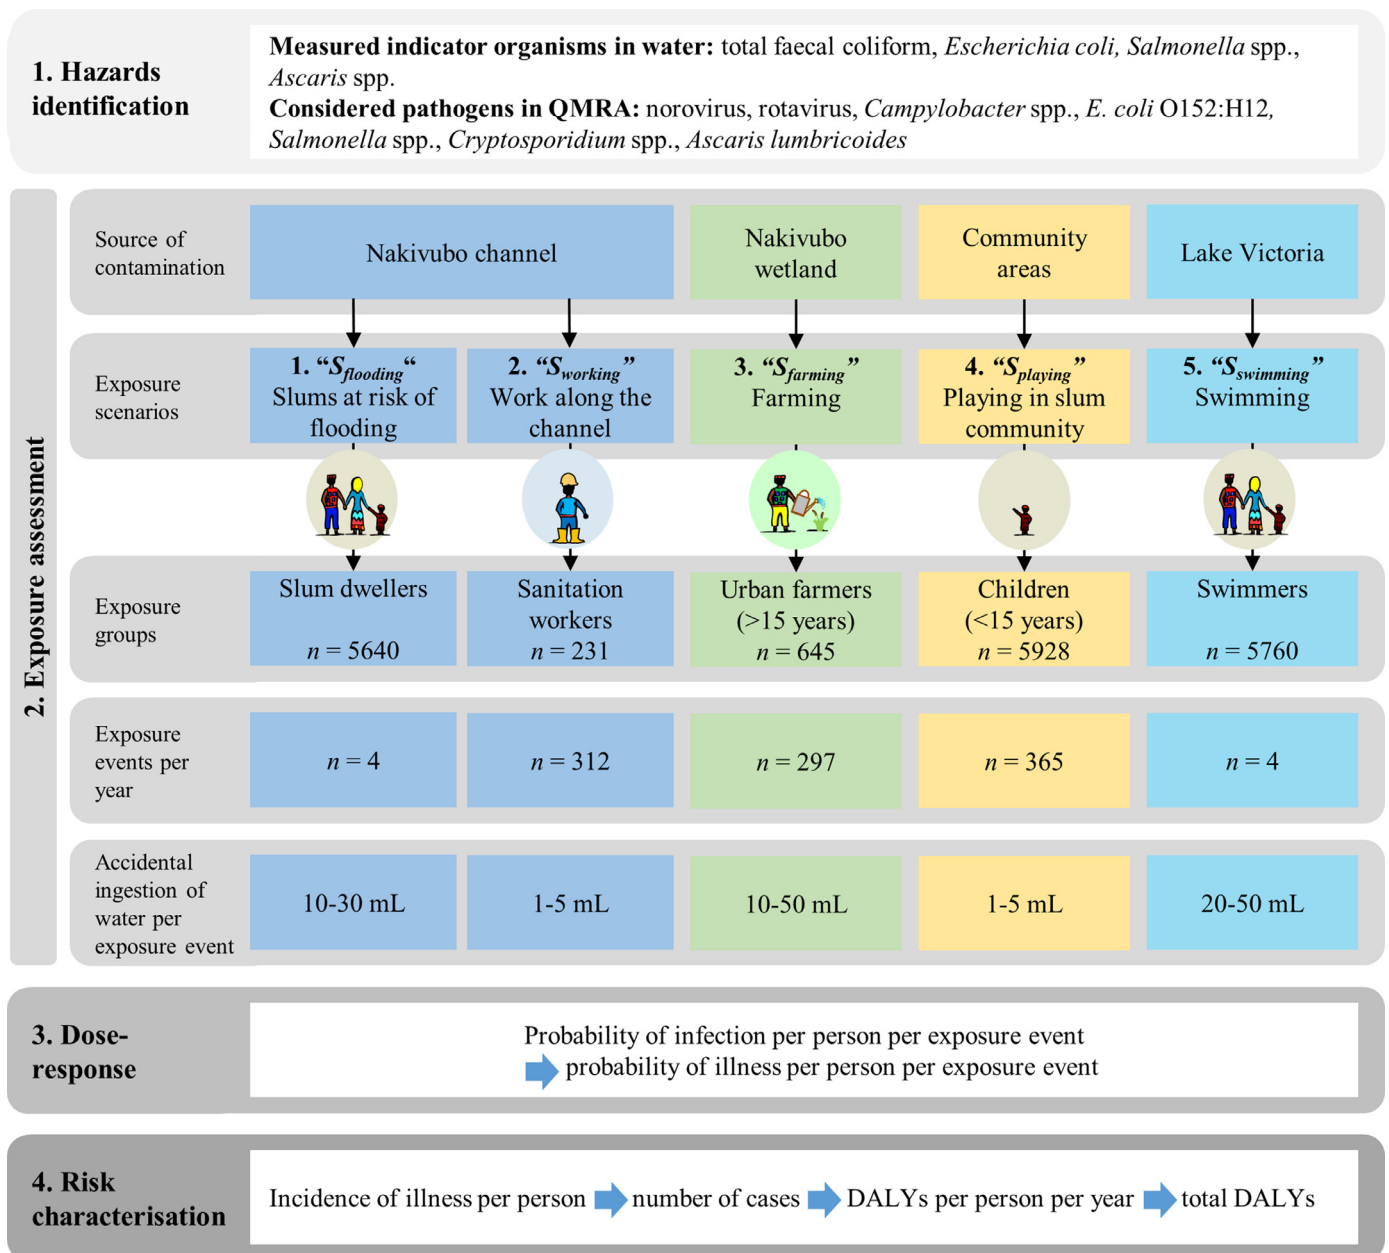 1. Hazards
identification
Measured indicator organisms in water: total faecal coliform, Escherichia coli, Salmonella spp.,
Ascaris spp.
Considered pathogens in QMRA: norovirus, rotavirus, Campylobacter spp., E. coli O152:H12,
Salmonella spp., Cryptosporidium spp., Ascaris lumbricoides
2. Exposure assessment
Source of
contamination
Nakivubo channel
Nakivubo
wetland
Community
areas
Lake Victoria
Exposure
scenarios
1. “Sflooding“
Slums at risk of
flooding
2. “Sworking”
Work along the
channel
3. “Sfarming”
Farming
4. “Splaying”
Playing in slum
community
5. “Sswimming”
Swimming
Exposure
groups
Slum dwellers
n = 5640
Sanitation
workers
n = 231
Urban farmers
(>15 years)
n = 645
Children
(<15 years)
n = 5928
Swimmers
n = 5760
Exposure
events per
year
n = 4
n = 312
n = 297
n = 365
n = 4
Accidental
ingestion of
water per
exposure event
10-30 mL
1-5 mL
10-50 mL
1-5 mL
20-50 mL
3. Dose-
response
Probability of infection per person per exposure event
probability of illness per person per exposure event
4. Risk
characterisation
Incidence of illness per person number of cases DALYs per person per year total DALYs